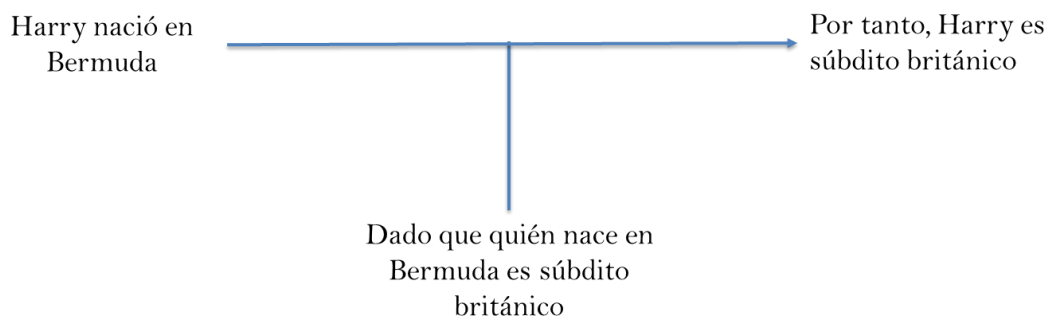 Harry nació en
Bermuda
Por tanto, Harry es
súbdito británico
Dado que quién nace en
Bermuda es súbdito
británico